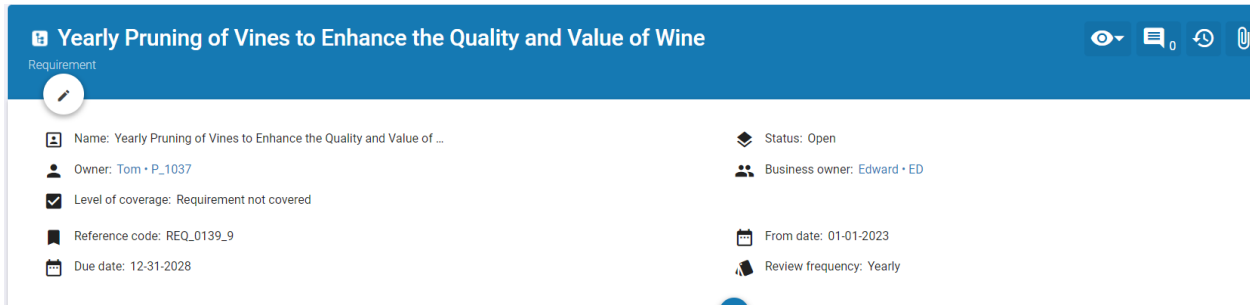 Yearly Pruning of Vines to Enhance the Quality and Value of Wine
0
Requirement
Name: Yearly Pruning of Vines to Enhance the Quality and Value of ...
Status: Open
Owner: Tom • P_1037
Business owner: Edward • ED
Level of coverage: Requirement not covered
Reference code: REQ_0139_9
From date: 01-01-2023
Due date: 12-31-2028
Review frequency: Yearly